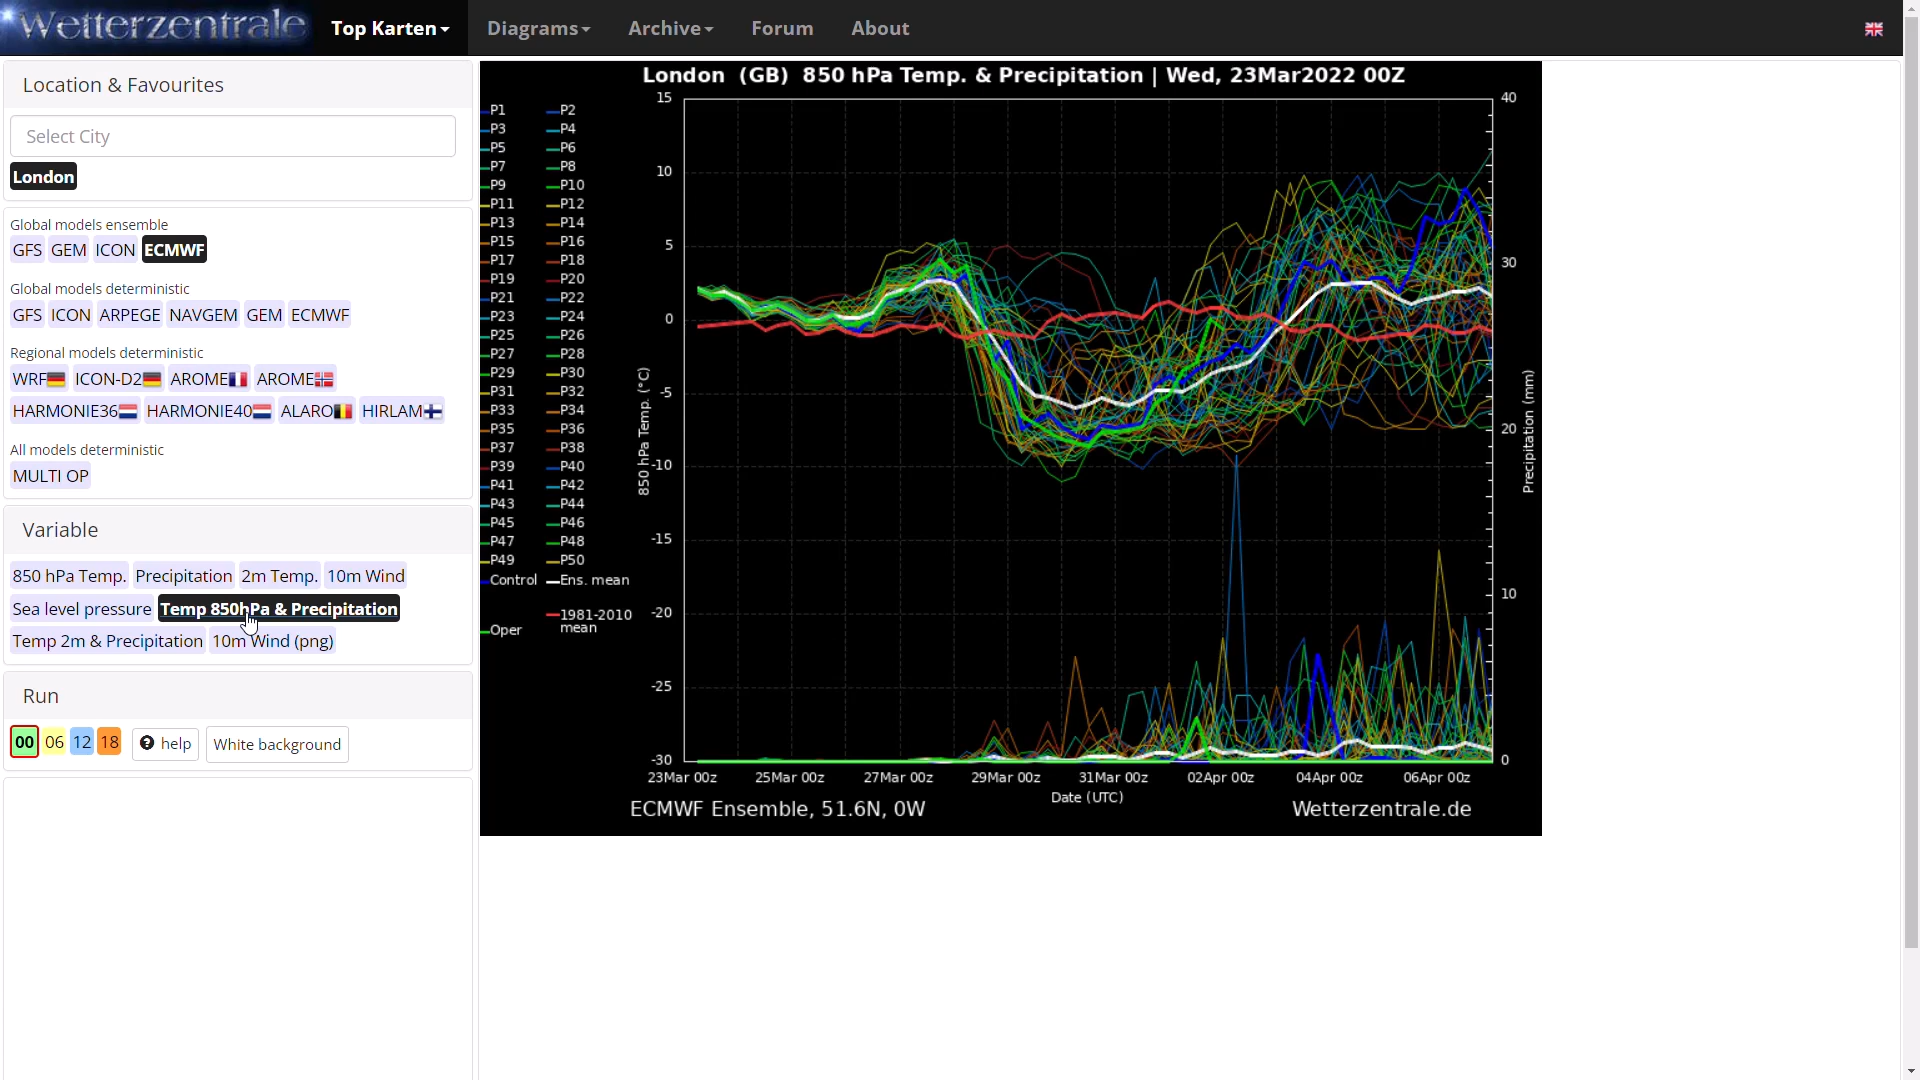 Wetterzentrale
Top Karten
Diagrams
Archive
Forum
About
Location & Favourites
Select City
London
Global models ensemble
GFS GEM ICON ECMWF
Global models deterministic
GFS ICON ARPEGE NAVGEM GEM ECMWF
Regional models deterministic
WRF ICON-D2 AROME AROME
HARMONIE36 HARMONIE40 ALARO HIRLAM
All models deterministic
MULTI OP
Variable
850 hPa Temp. Precipitation 2m Temp. 10m Wind
Sea level pressure Temp 850hPa & Precipitation
Temp 2m & Precipitation 10m Wind (png)
Run
00 06 12 18 help White background
London (GB) 850 hPa Temp. & Precipitation | Wed, 23Mar2022 00Z
P1 P2
P3 P4
P5 P6
P7 P8
P9 P10
P11 P12
P13 P14
P15 P16
P17 P18
P19 P20
P21 P22
P23 P24
P25 P26
P27 P28
P29 P30
P31 P32
P33 P34
P35 P36
P37 P38
P39 P40
P41 P42
P43 P44
P45 P46
P47 P48
P49 P50
Control Ens. mean
1981-2010
mean
Oper
15
10
5
0
-5
-10
-15
-20
-25
-30
850 hPa Temp. (°C)
40
30
20
10
0
Precipitation (mm)
23Mar 00z 25Mar 00z 27Mar 00z 29Mar 00z 31Mar 00z 02Apr 00z 04Apr 00z 06Apr 00z
Date (UTC)
ECMWF Ensemble, 51.6N, 0W
Wetterzentrale.de